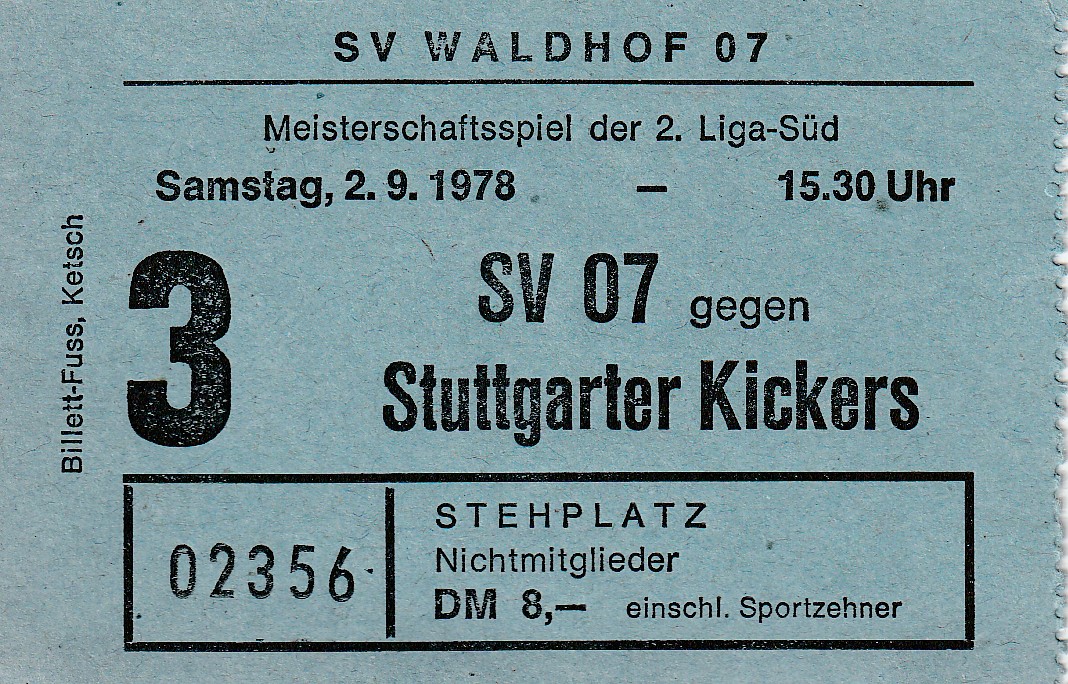 SV WALDHOF 07
Meisterschaftsspiel der 2. Liga-Süd
Samstag, 2. 9. 1978 – 15.30 Uhr
Billett-Fuss, Ketsch
3
SV 07 gegen
Stuttgarter Kickers
02356
STEHPLATZ
Nichtmitglieder
DM 8,— einschl. Sportzehner